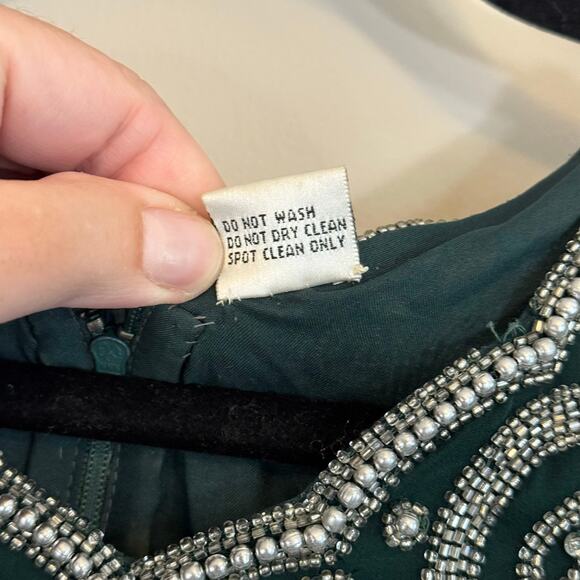 DO NOT WASH
DO NOT DRY CLEAN
SPOT CLEAN ONLY